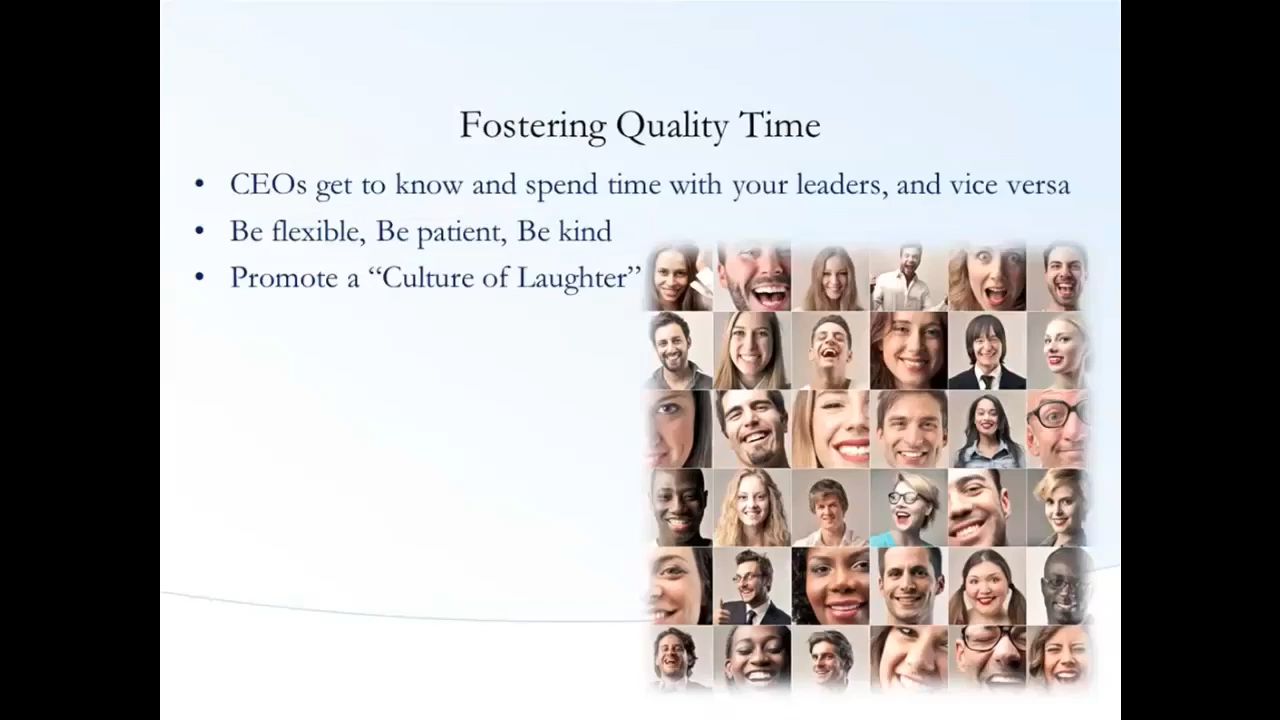 Fostering Quality Time
• CEOs get to know and spend time with your leaders, and vice versa
• Be flexible, Be patient, Be kind
• Promote a “Culture of Laughter”